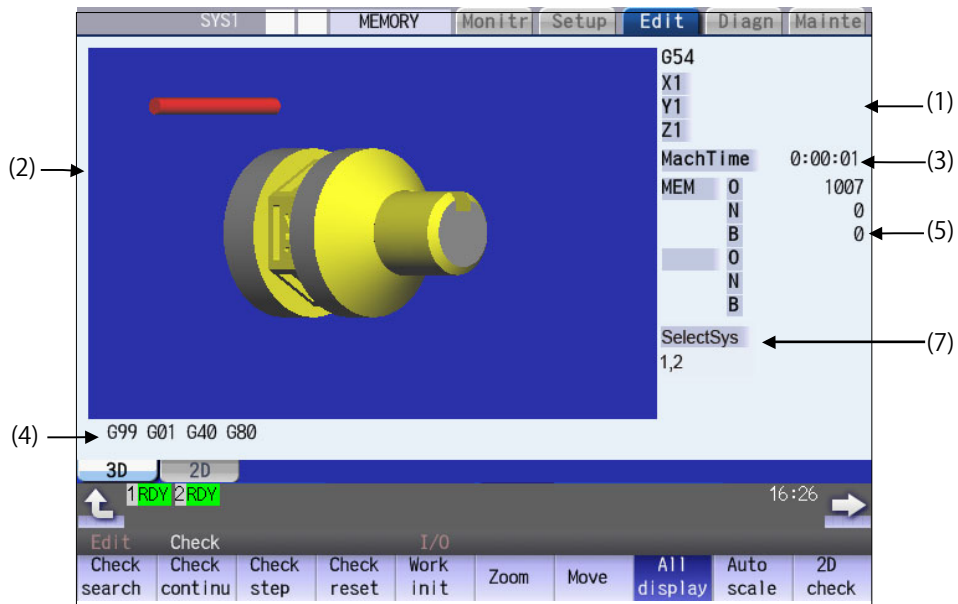 SYS1 MEMORY Monitr Setup Edit Diagn Mainte
G54
X1
(1)
Y1
Z1
(2)
MachTime 0:00:01 (3)
MEM O 1007
N 0
B 0 (5)
O
N
B
SelectSys (7)
1,2
(4) G99 G01 G40 G80
3D 2D
1 RDY 2 RDY 16:26
Edit Check I/O
Check Check Check Check Work Zoom Move All Auto 2D
search continu step reset init display scale check